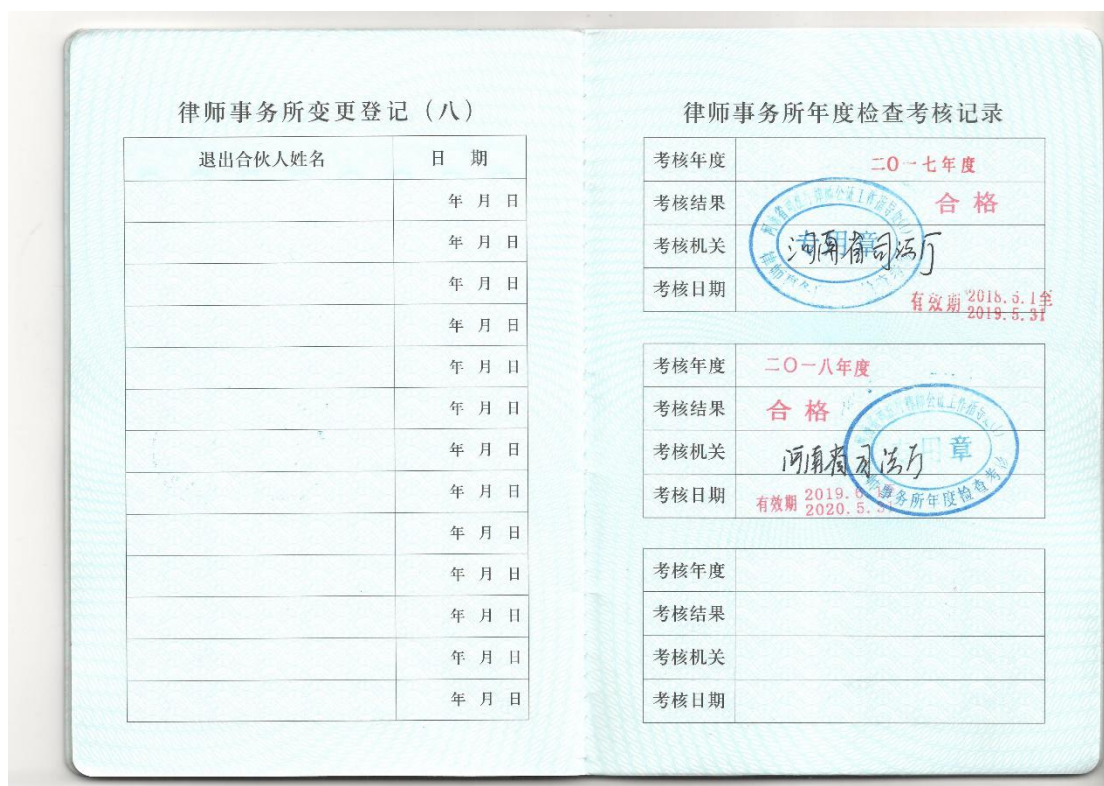 律师事务所变更登记（八）
退出合伙人姓名 日 期
年 月 日
年 月 日
年 月 日
年 月 日
年 月 日
年 月 日
年 月 日
年 月 日
年 月 日
年 月 日
年 月 日
年 月 日
年 月 日
律师事务所年度检查考核记录
考核年度 二〇一七年度
考核结果 合格
考核机关 河南省司法厅
专用章
考核日期 有效期 2018.6.1至
2019.5.31
考核年度 二〇一八年度
考核结果 合格
考核机关 河南省司法厅
章
考核日期 有效期 2019.
2020.5.31
事务所年度检查考
考核年度
考核结果
考核机关
考核日期